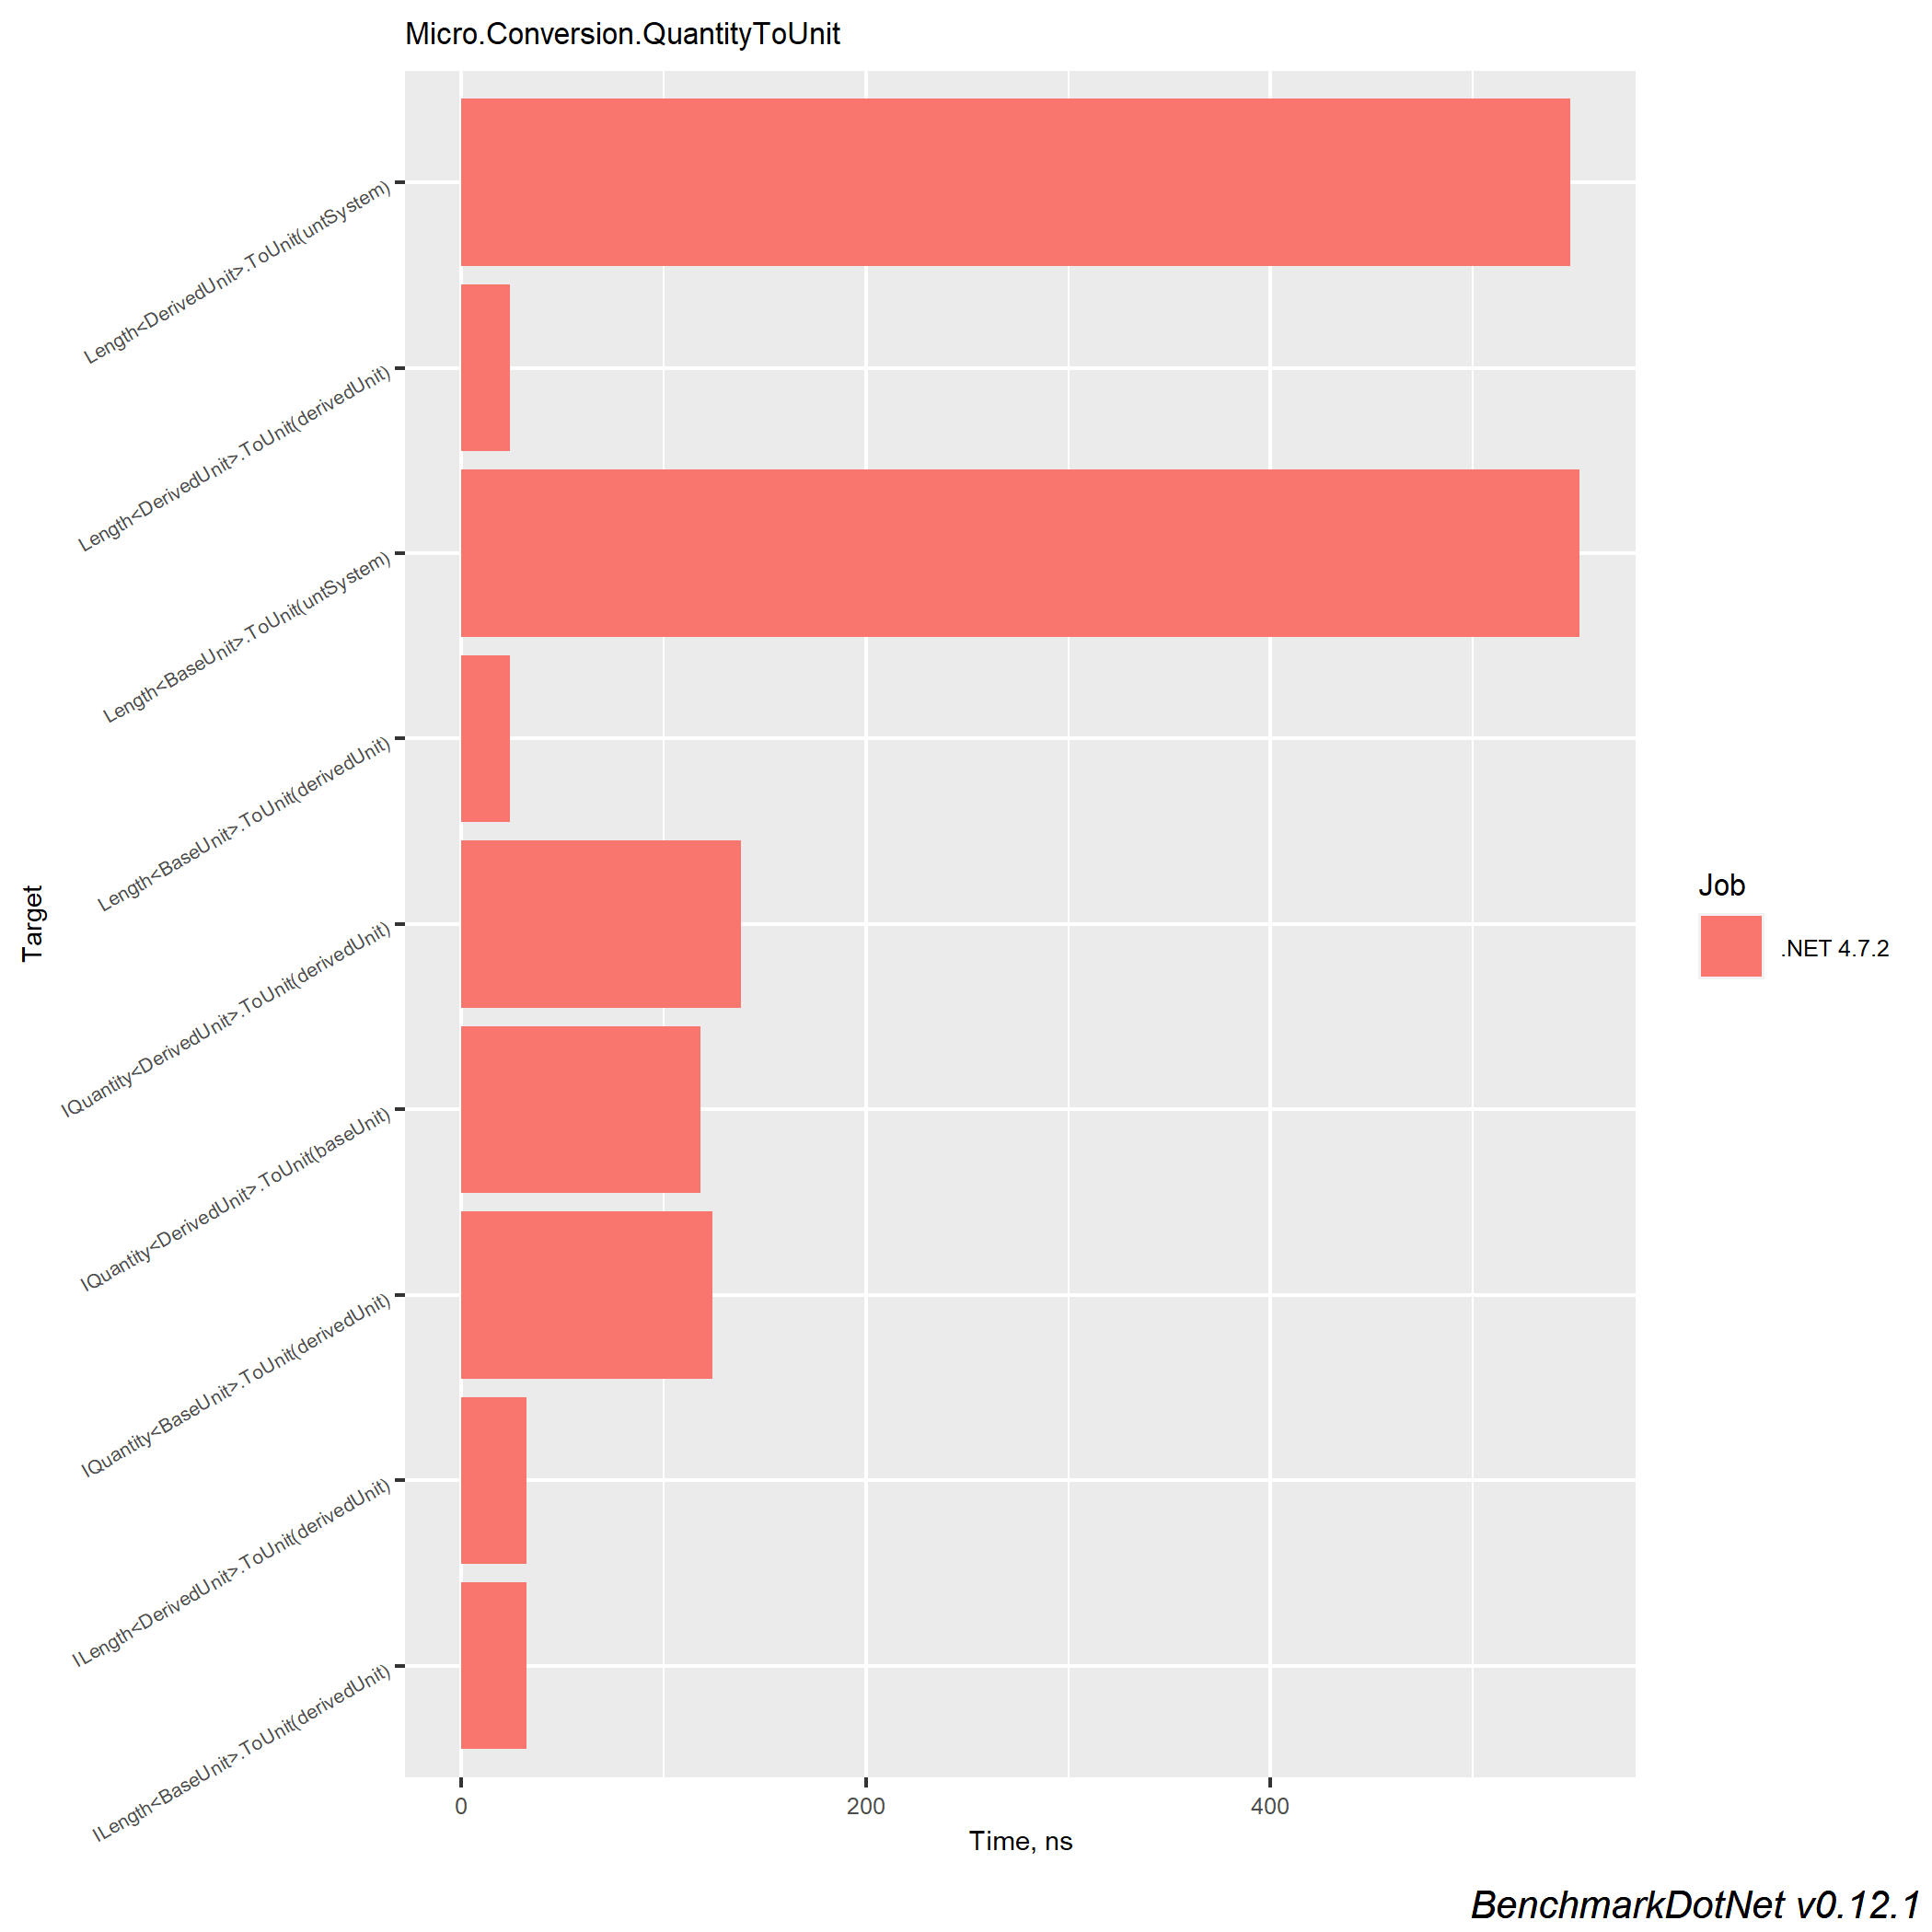 Micro.Conversion.QuantityToUnit
Target
Length<DerivedUnit>.ToUnit(untSystem)
Length<DerivedUnit>.ToUnit(derivedUnit)
Length<BaseUnit>.ToUnit(untSystem)
Length<BaseUnit>.ToUnit(derivedUnit)
IQuantity<DerivedUnit>.ToUnit(derivedUnit)
IQuantity<DerivedUnit>.ToUnit(baseUnit)
IQuantity<BaseUnit>.ToUnit(derivedUnit)
ILength<DerivedUnit>.ToUnit(derivedUnit)
ILength<BaseUnit>.ToUnit(derivedUnit)
0 200 400
Time, ns
Job
.NET 4.7.2
BenchmarkDotNet v0.12.1